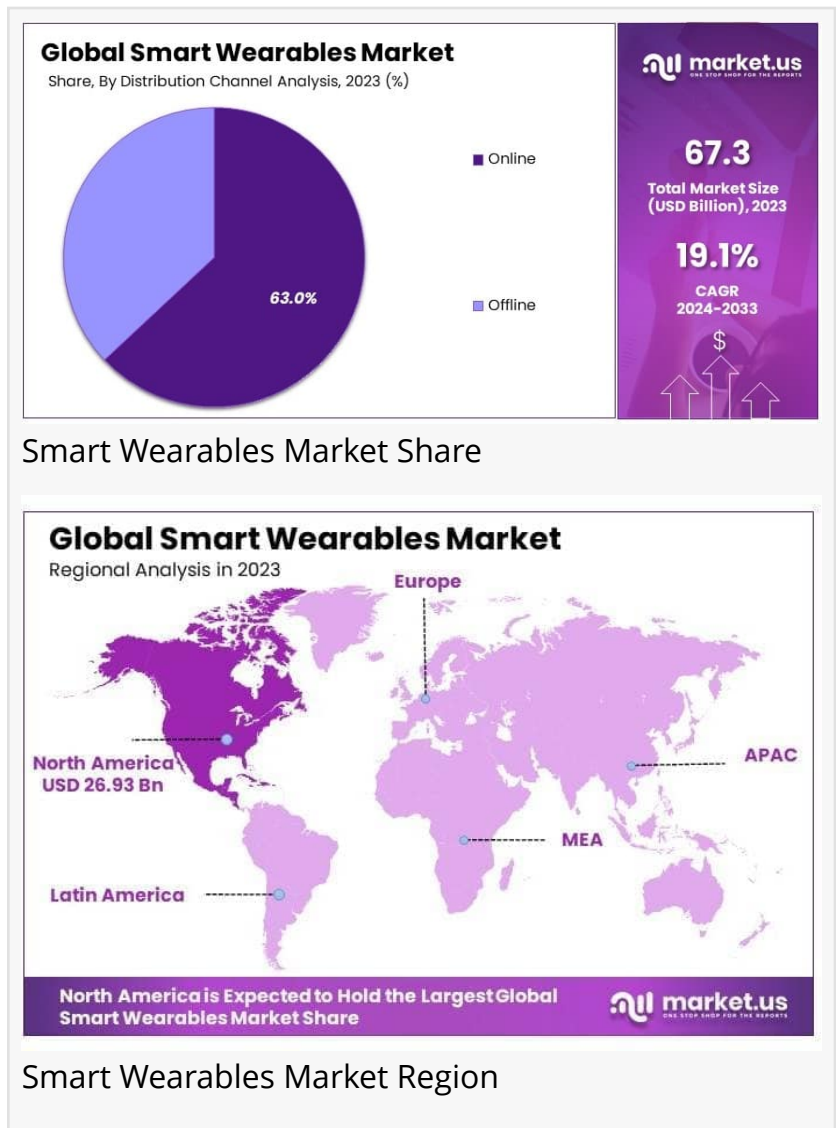 Global Smart Wearables Market
Share, By Distribution Channel Analysis, 2023 (%)
63.0%
Online
Offline
market.us
ONE STOP SHOP FOR THE REPORTS
67.3
Total Market Size
(USD Billion), 2023
19.1%
CAGR
2024-2033
$
Smart Wearables Market Share
Global Smart Wearables Market
Regional Analysis in 2023
Europe
North America
USD 26.93 Bn
APAC
MEA
Latin America
North America is Expected to Hold the Largest Global
Smart Wearables Market Share
market.us
ONE STOP SHOP FOR THE REPORTS
Smart Wearables Market Region